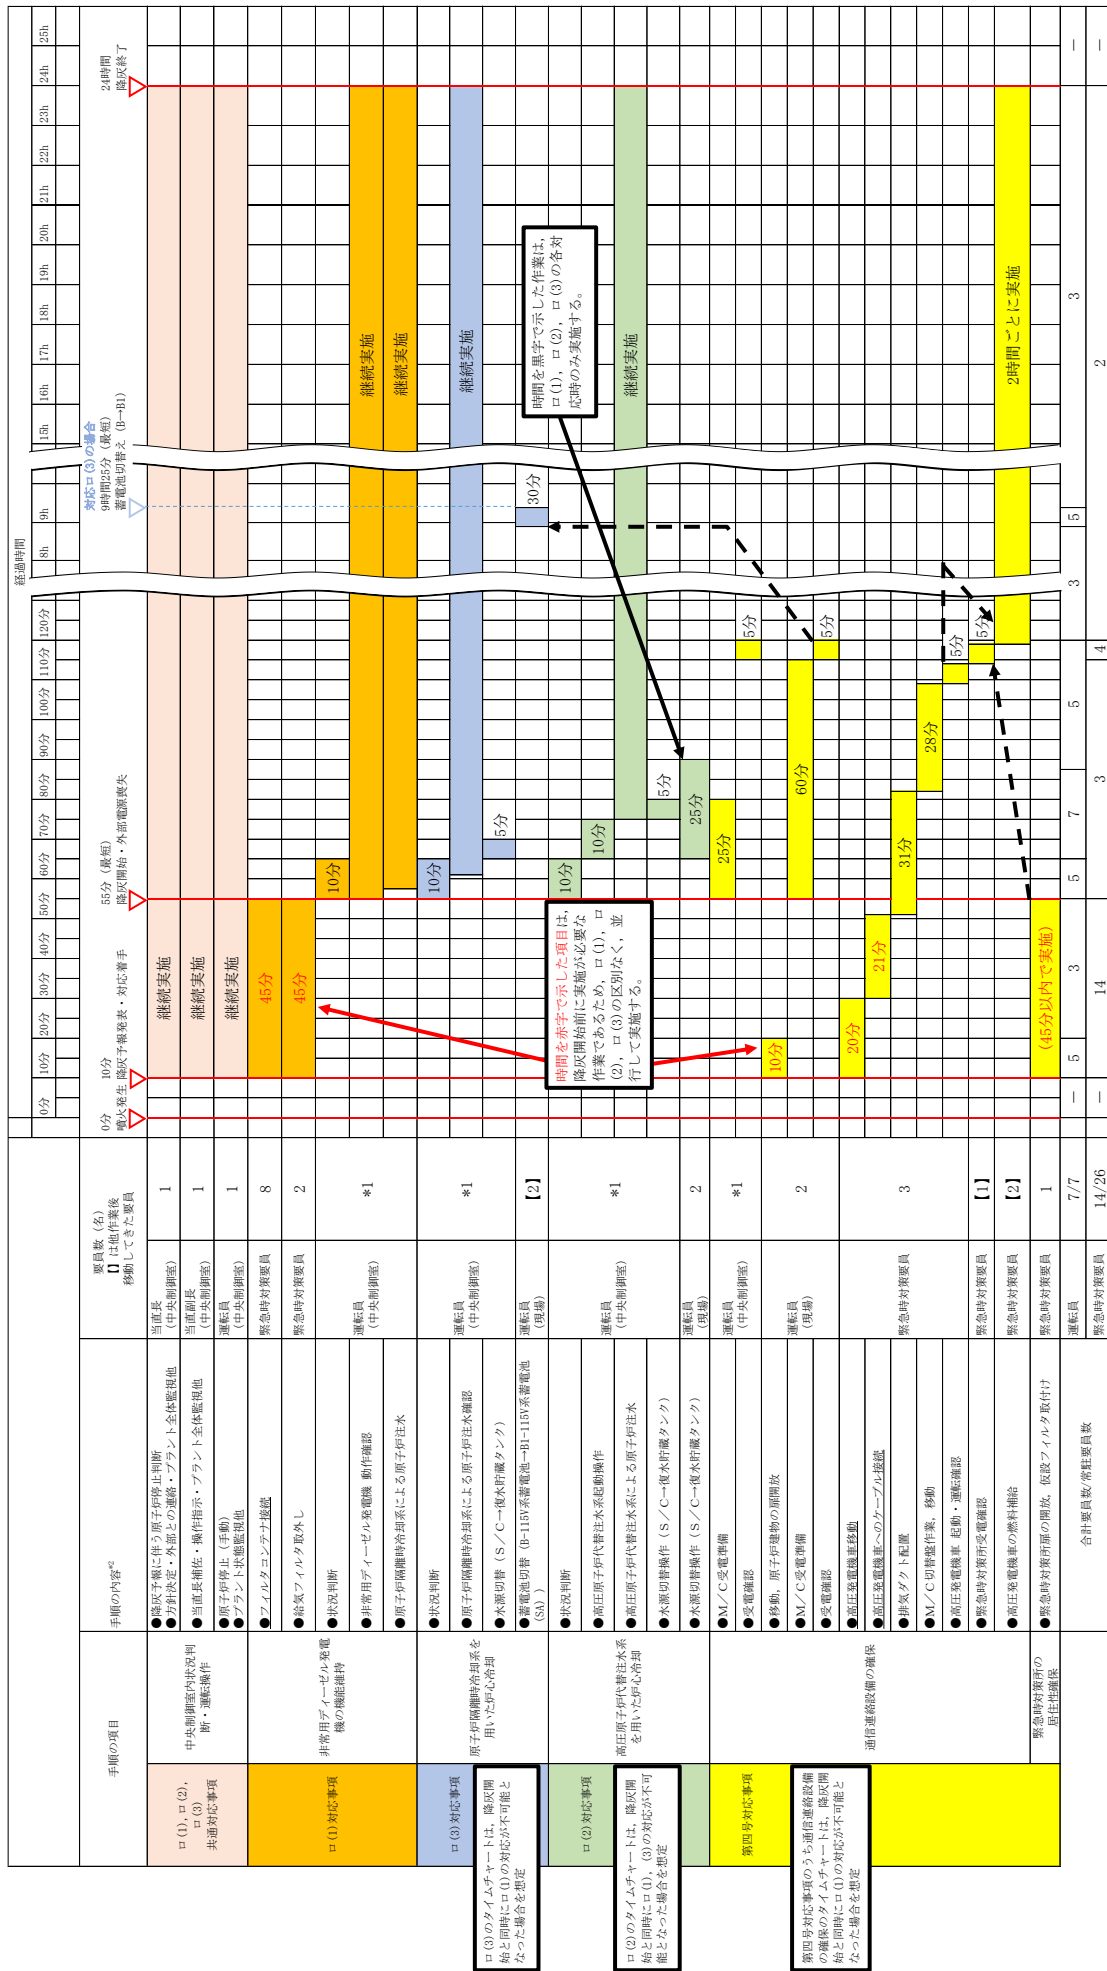 手順の項目
手順の内容*2
要員数（名）
【】は他作業後
移動してきた要員
経過時間
0分
10分
20分
30分
40分
50分
60分
70分
80分
90分
100分
110分
120分
8h
9h
15h
16h
17h
18h
19h
20h
21h
22h
23h
24h
25h
0分
噴火発生
10分
降灰予報発表・対応着手
55分（最短）
降灰開始・外部電源喪失
対応ロ(3)の場合
9時間25分（最短）
蓄電池切替え（B→B1）
24時間
降灰終了
ロ(1),ロ(2),
ロ(3)
共通対応事項
中央制御室内状況判
断・運転操作
●降灰予報に伴う原子炉停止判断
●方針決定・外部との連絡・プラント全体監視他
当直長
（中央制御室）
1
継続実施
●当直長補佐・操作指示・プラント全体監視他
当直副長
（中央制御室）
1
継続実施
●原子炉停止（手動）
●プラント状態監視他
運転員
（中央制御室）
1
継続実施
ロ(1)対応事項
非常用ディーゼル発電
機の機能維持
●フィルタコンテナ接続
緊急時対策要員
8
45分
●給気フィルタ取外し
緊急時対策要員
2
45分
●状況判断
運転員
（中央制御室）
*1
10分
●非常用ディーゼル発電機 動作確認
継続実施
●原子炉隔離時冷却系による原子炉注水
継続実施
ロ(3)対応事項
原子炉隔離時冷却系を
用いた炉心冷却
●状況判断
運転員
（中央制御室）
*1
10分
●原子炉隔離時冷却系による原子炉注水確認
継続実施
●水源切替（Ｓ／Ｃ→復水貯蔵タンク）
5分
●蓄電池切替（B-115V系蓄電池→B1-115V系蓄電池
(SA)）
運転員
（現場）
【2】
30分
ロ(2)対応事項
高圧原子炉代替注水系
を用いた炉心冷却
●状況判断
運転員
（中央制御室）
*1
10分
●高圧原子炉代替注水系起動操作
10分
●高圧原子炉代替注水系による原子炉注水
継続実施
●水源切替操作（Ｓ／Ｃ→復水貯蔵タンク）
5分
●水源切替操作（Ｓ／Ｃ→復水貯蔵タンク）
運転員
（現場）
2
25分
第四号対応事項
通信連絡設備の確保
●Ｍ／Ｃ受電準備
運転員
（中央制御室）
*1
25分
●受電確認
5分
●移動，原子炉建物の扉開放
運転員
（現場）
2
10分
●Ｍ／Ｃ受電準備
60分
●受電確認
5分
●高圧発電機車移動
緊急時対策要員
3
20分
●高圧発電機車へのケーブル接続
21分
●排気ダクト配置
31分
●Ｍ／Ｃ切替盤作業，移動
28分
●高圧発電機車 起動・運転確認
5分
●緊急時対策所受電確認
緊急時対策要員
【1】
5分
●高圧発電機車の燃料補給
緊急時対策要員
【2】
2時間ごとに実施
緊急時対策所の
居住性確保
●緊急時対策所扉の開放，仮設フィルタ取付け
緊急時対策要員
1
(45分以内で実施)
合計要員数/常駐要員数
運転員
7/7
－
5
3
5
7
5
4
3
5
3
－
緊急時対策要員
14/26
－
14
3
2
－
時間を赤字で示した項目は，
降灰開始前に実施が必要な
作業であるため，ロ(1)，ロ
(2)，ロ(3)の区別なく，並
行して実施する。
時間を黒字で示した作業は，
ロ(1)，ロ(2)，ロ(3)の各対
応時のみ実施する。
ロ(3)のタイムチャートは，降灰開
始と同時にロ(1)の対応が不可能と
なった場合を想定
ロ(2)のタイムチャートは，降灰開
始と同時にロ(1)，(3)の対応が不可
能となった場合を想定
第四号対応事項のうち通信連絡設備
の確保のタイムチャートは，降灰開
始と同時にロ(1)の対応が不可能と
なった場合を想定